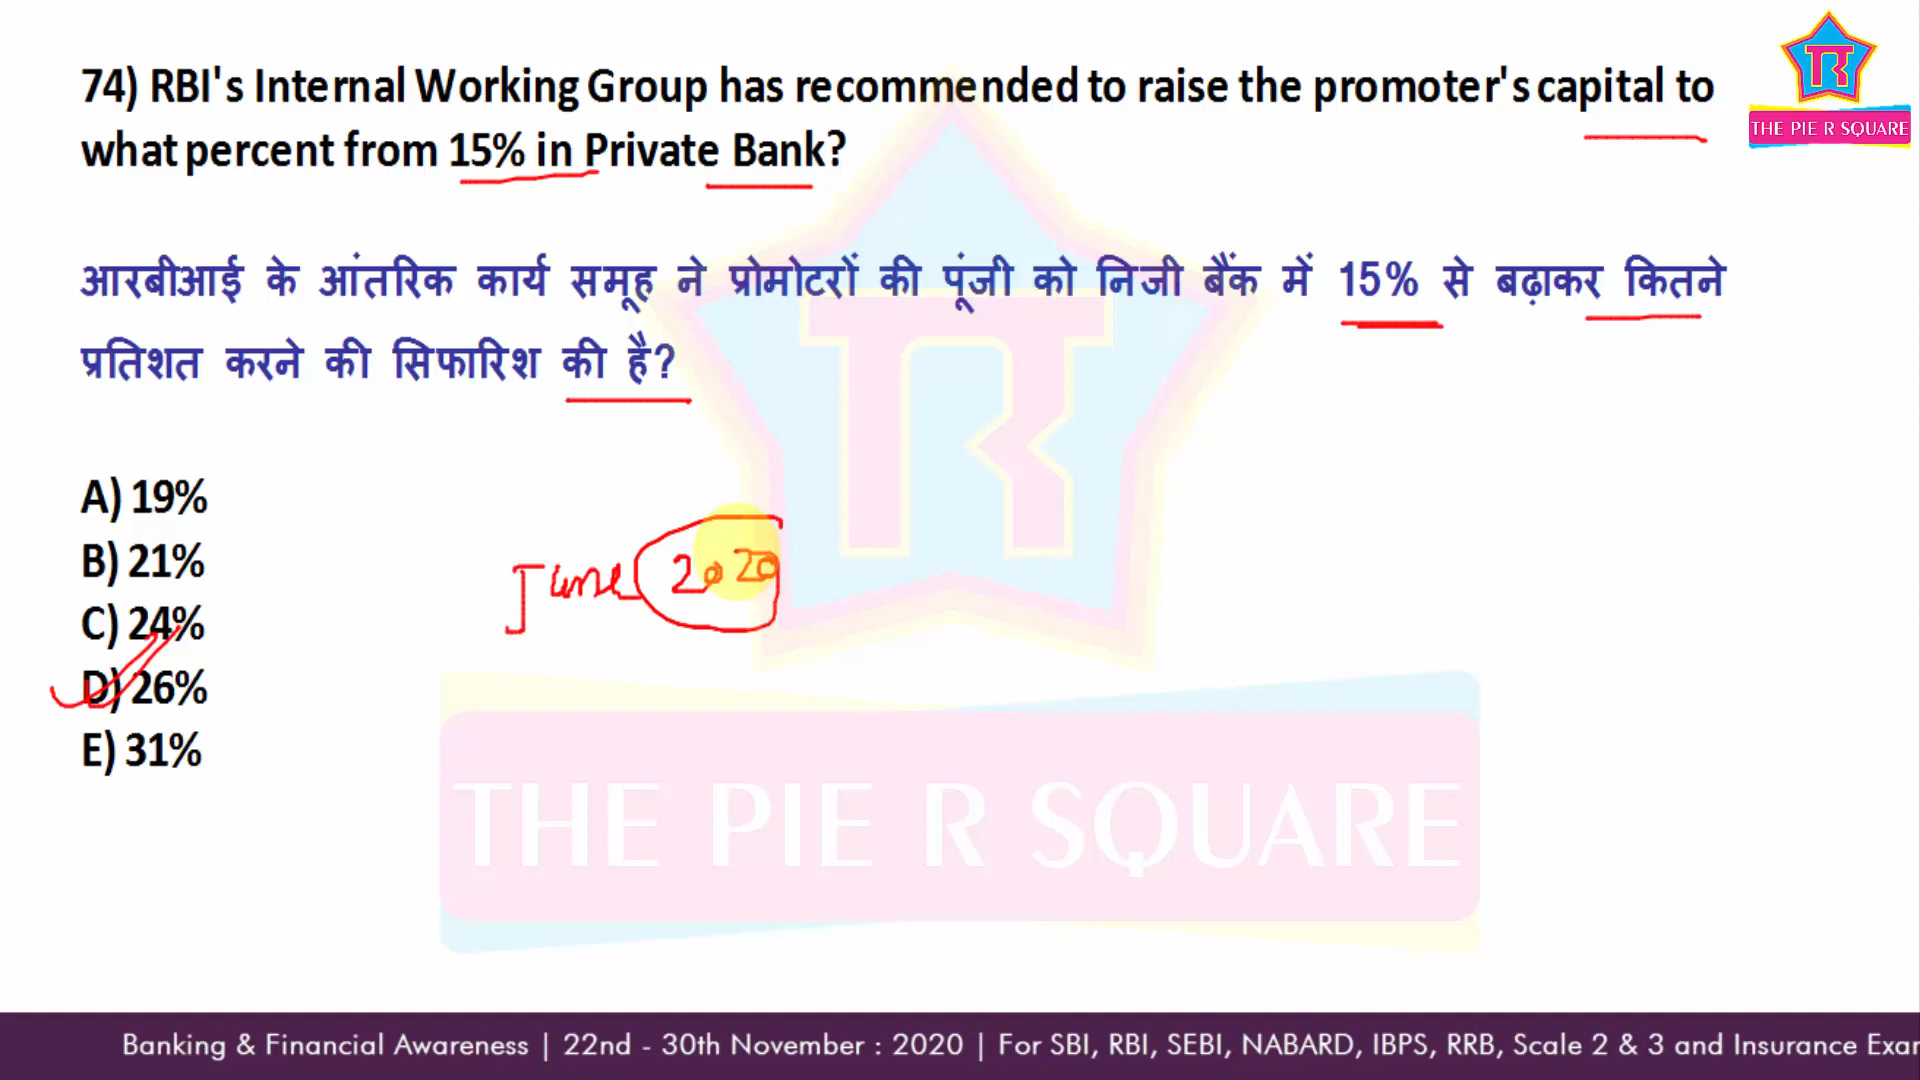 74) RBI's Internal Working Group has recommended to raise the promoter's capital to
what percent from 15% in Private Bank?
THE PIE R SQUARE
आरबीआई के आंतरिक कार्य समूह ने प्रोमोटरों की पूंजी को निजी बैंक में 15% से बढ़ाकर कितने
प्रतिशत करने की सिफारिश की है?
A) 19%
B) 21%
C) 24%
D) 26%
E) 31%
June 2020
THE PIE R SQUARE
Banking & Financial Awareness | 22nd - 30th November : 2020 | For SBI, RBI, SEBI, NABARD, IBPS, RRB, Scale 2 & 3 and Insurance Exar